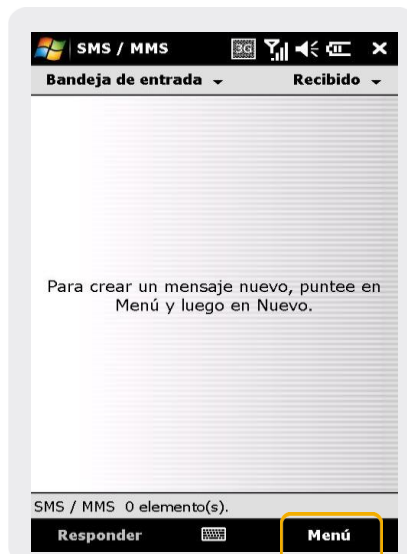 SMS / MMS 3G
Bandeja de entrada Recibido
Para crear un mensaje nuevo, puntee en
Menú y luego en Nuevo.
SMS / MMS 0 elemento(s).
Responder Menú